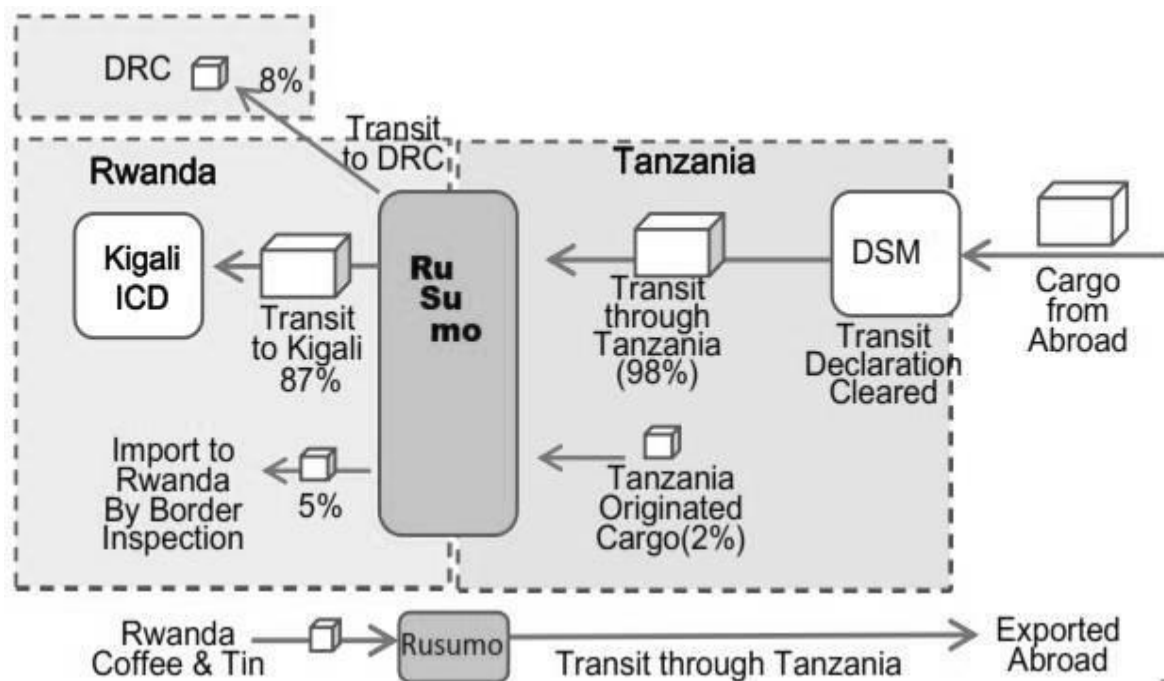 DRC
8%
Transit
to DRC
Rwanda
Tanzania
Kigali
ICD
Transit
to Kigali
87%
Ru
Su
mo
Transit
through
Tanzania
(98%)
DSM
Transit
Declaration
Cleared
Cargo
from
Abroad
Import to
Rwanda
By Border
Inspection
5%
Tanzania
Originated
Cargo(2%)
Rwanda
Coffee & Tin
Rusumo
Transit through Tanzania
Exported
Abroad